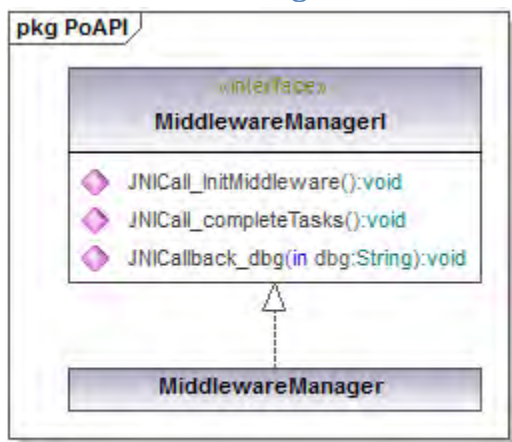 pkg PoAPI
«interface»
MiddlewareManagerI
JNICall_InitMiddleware():void
JNICall_completeTasks():void
JNICallback_dbg(in dbg:String):void
MiddlewareManager